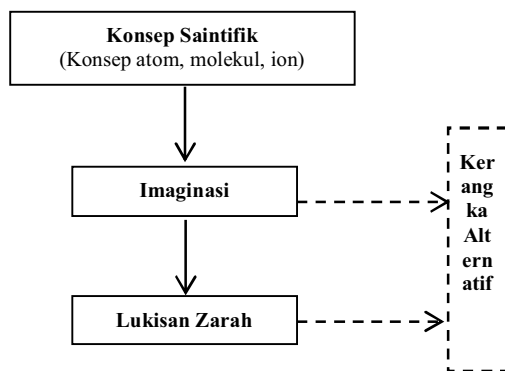 Konsep Saintifik
(Konsep atom, molekul, ion)
Imaginasi
Lukisan Zarah
Ker
ang
ka
Alt
ern
atif